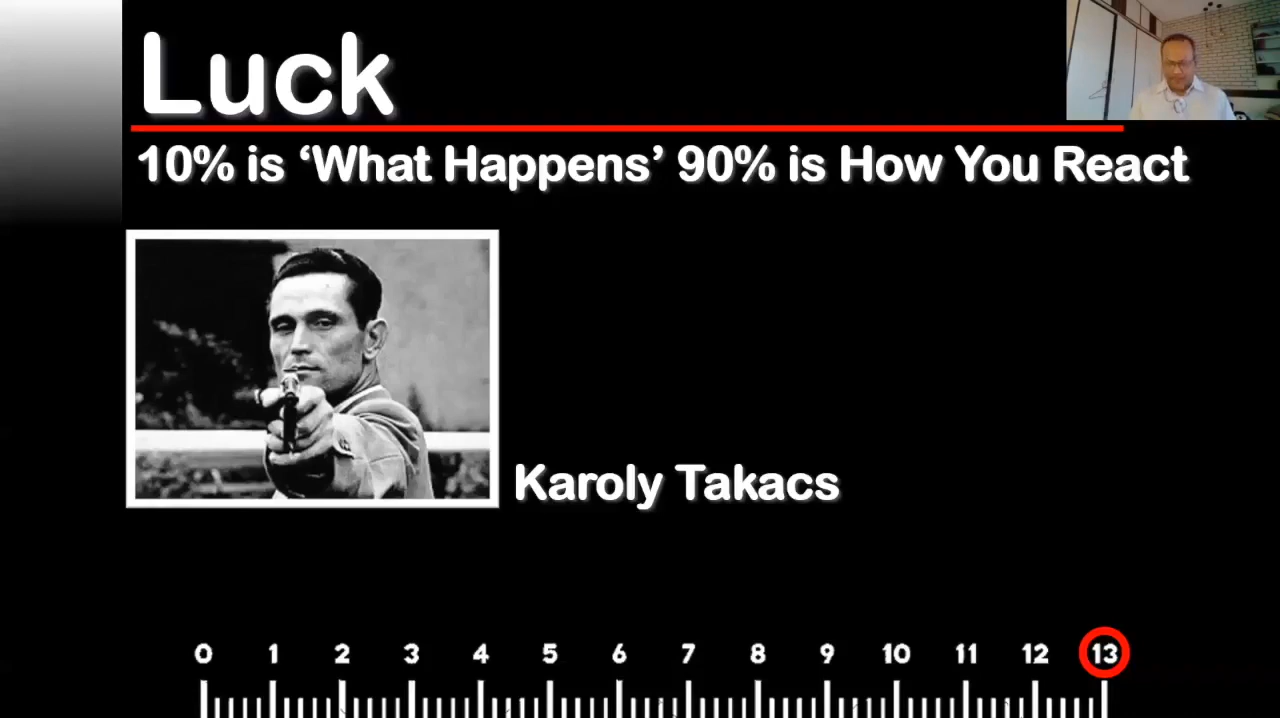 Luck
10% is ‘What Happens’ 90% is How You React
Karoly Takacs
0 1 2 3 4 5 6 7 8 9 10 11 12 13